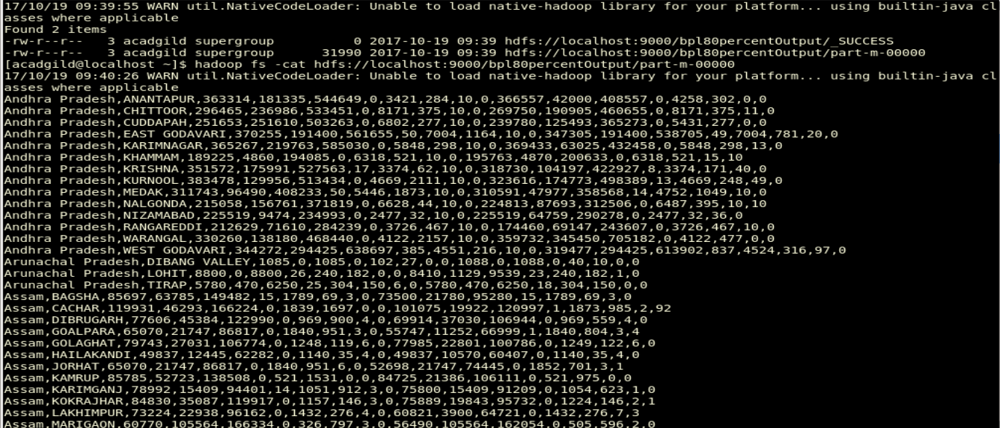 17/10/19 09:39:55 WARN util.NativeCodeLoader: Unable to load native-hadoop library for your platform... using builtin-java cl
asses where applicable
Found 2 items
-rw-r--r--   3 acadgild supergroup          0 2017-10-19 09:39 hdfs://localhost:9000/bpl80percentOutput/_SUCCESS
-rw-r--r--   3 acadgild supergroup      31990 2017-10-19 09:39 hdfs://localhost:9000/bpl80percentOutput/part-m-00000
[acadgild@localhost ~]$ hadoop fs -cat hdfs://localhost:9000/bpl80percentOutput/part-m-00000
17/10/19 09:40:26 WARN util.NativeCodeLoader: Unable to load native-hadoop library for your platform... using builtin-java cl
asses where applicable
Andhra Pradesh,ANANTAPUR,363314,181335,544649,0,3421,284,10,0,366557,42000,408557,0,4258,302,0,0
Andhra Pradesh,CHITTOOR,296465,236986,533451,0,8171,375,10,0,269750,190905,460655,0,8171,375,11,0
Andhra Pradesh,CUDDAPAH,251653,251610,503263,0,6802,277,10,0,239780,125493,365273,0,5431,277,0,0
Andhra Pradesh,EAST GODAVARI,370255,191400,561655,50,7004,1164,10,0,347305,191400,538705,49,7004,781,20,0
Andhra Pradesh,KARIMNAGAR,365267,219763,585030,0,5848,298,10,0,369433,63025,432458,0,5848,298,13,0
Andhra Pradesh,KHAMMAM,189225,4860,194085,0,6318,521,10,0,195763,4870,200633,0,6318,521,15,10
Andhra Pradesh,KRISHNA,351572,175991,527563,17,3374,62,10,0,318730,104197,422927,8,3374,171,40,0
Andhra Pradesh,KURNOOL,383478,129956,513434,0,4669,2111,10,0,323616,174773,498389,13,4669,248,49,0
Andhra Pradesh,MEDAK,311743,96490,408233,50,5446,1873,10,0,310591,47977,358568,14,4752,1049,10,0
Andhra Pradesh,NALGONDA,215058,156761,371819,0,6628,44,10,0,224813,87693,312506,0,6487,395,10,10
Andhra Pradesh,NIZAMABAD,225519,9474,234993,0,2477,32,10,0,225519,64759,290278,0,2477,32,36,0
Andhra Pradesh,RANGAREDDI,212629,71610,284239,0,3726,467,10,0,174460,69147,243607,0,3726,467,10,0
Andhra Pradesh,WARANGAL,330260,138180,468440,0,4122,2157,10,0,359732,345450,705182,0,4122,477,0,0
Andhra Pradesh,WEST GODAVARI,344272,294425,638697,385,4551,216,10,0,319477,294425,613902,837,4524,316,97,0
Arunachal Pradesh,DIBANG VALLEY,1085,0,1085,0,102,27,0,0,1088,0,1088,0,40,10,0,0
Arunachal Pradesh,LOHIT,8800,0,8800,26,240,182,0,0,8410,1129,9539,23,240,182,1,0
Arunachal Pradesh,TIRAP,5780,470,6250,25,304,150,6,0,5780,470,6250,18,304,150,0,0
Assam,BAGSHA,85697,63785,149482,15,1789,69,3,0,73500,21780,95280,15,1789,69,3,0
Assam,CACHAR,119931,46293,166224,0,1839,1697,0,0,101075,19922,120997,1,1873,985,2,92
Assam,DIBRUGARH,77606,45384,122990,0,969,900,4,0,69914,37030,106944,0,969,559,4,0
Assam,GOALPARA,65070,21747,86817,0,1840,951,3,0,55747,11252,66999,1,1840,804,3,4
Assam,GOLAGHAT,79743,27031,106774,0,1248,119,6,0,77985,22801,100786,0,1249,122,6,0
Assam,HAILAKANDI,49837,12445,62282,0,1140,35,4,0,49837,10570,60407,0,1140,35,4,0
Assam,JORHAT,65070,21747,86817,0,1840,951,6,0,52698,21747,74445,0,1852,701,3,1
Assam,KAMRUP,85785,52723,138508,0,521,1531,0,0,84725,21386,106111,0,521,975,0,0
Assam,KARIMGANJ,78992,15409,94401,14,1051,912,3,0,75800,15409,91209,0,1054,623,1,0
Assam,KOKRAJHAR,84830,35087,119917,0,1157,146,3,0,75889,19843,95732,0,1224,146,2,1
Assam,LAKHIMPUR,73224,22938,96162,0,1432,276,4,0,60821,3900,64721,0,1432,276,7,3
Assam,MARIGAON,60770,105564,166334,0,326,797,3,0,56490,105564,162054,0,505,596,2,0